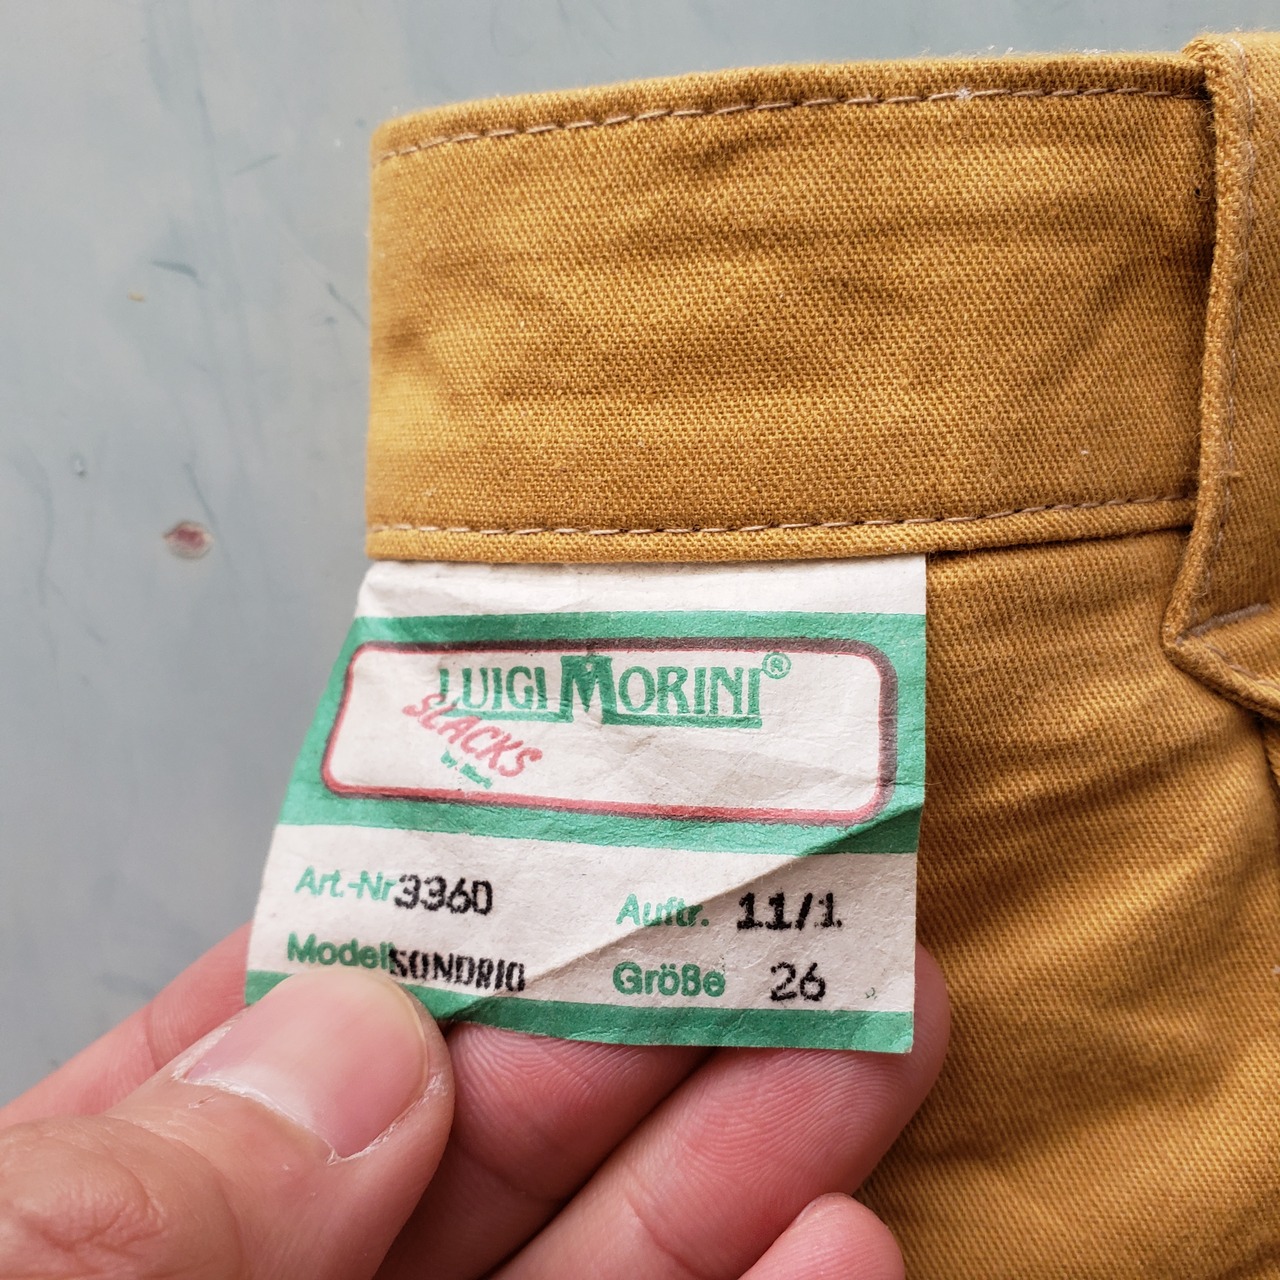 LUIGI MORINI®
SLACKS
Art.-Nr 3360
Auftr. 11/1
Modell SONDRIO
Größe 26